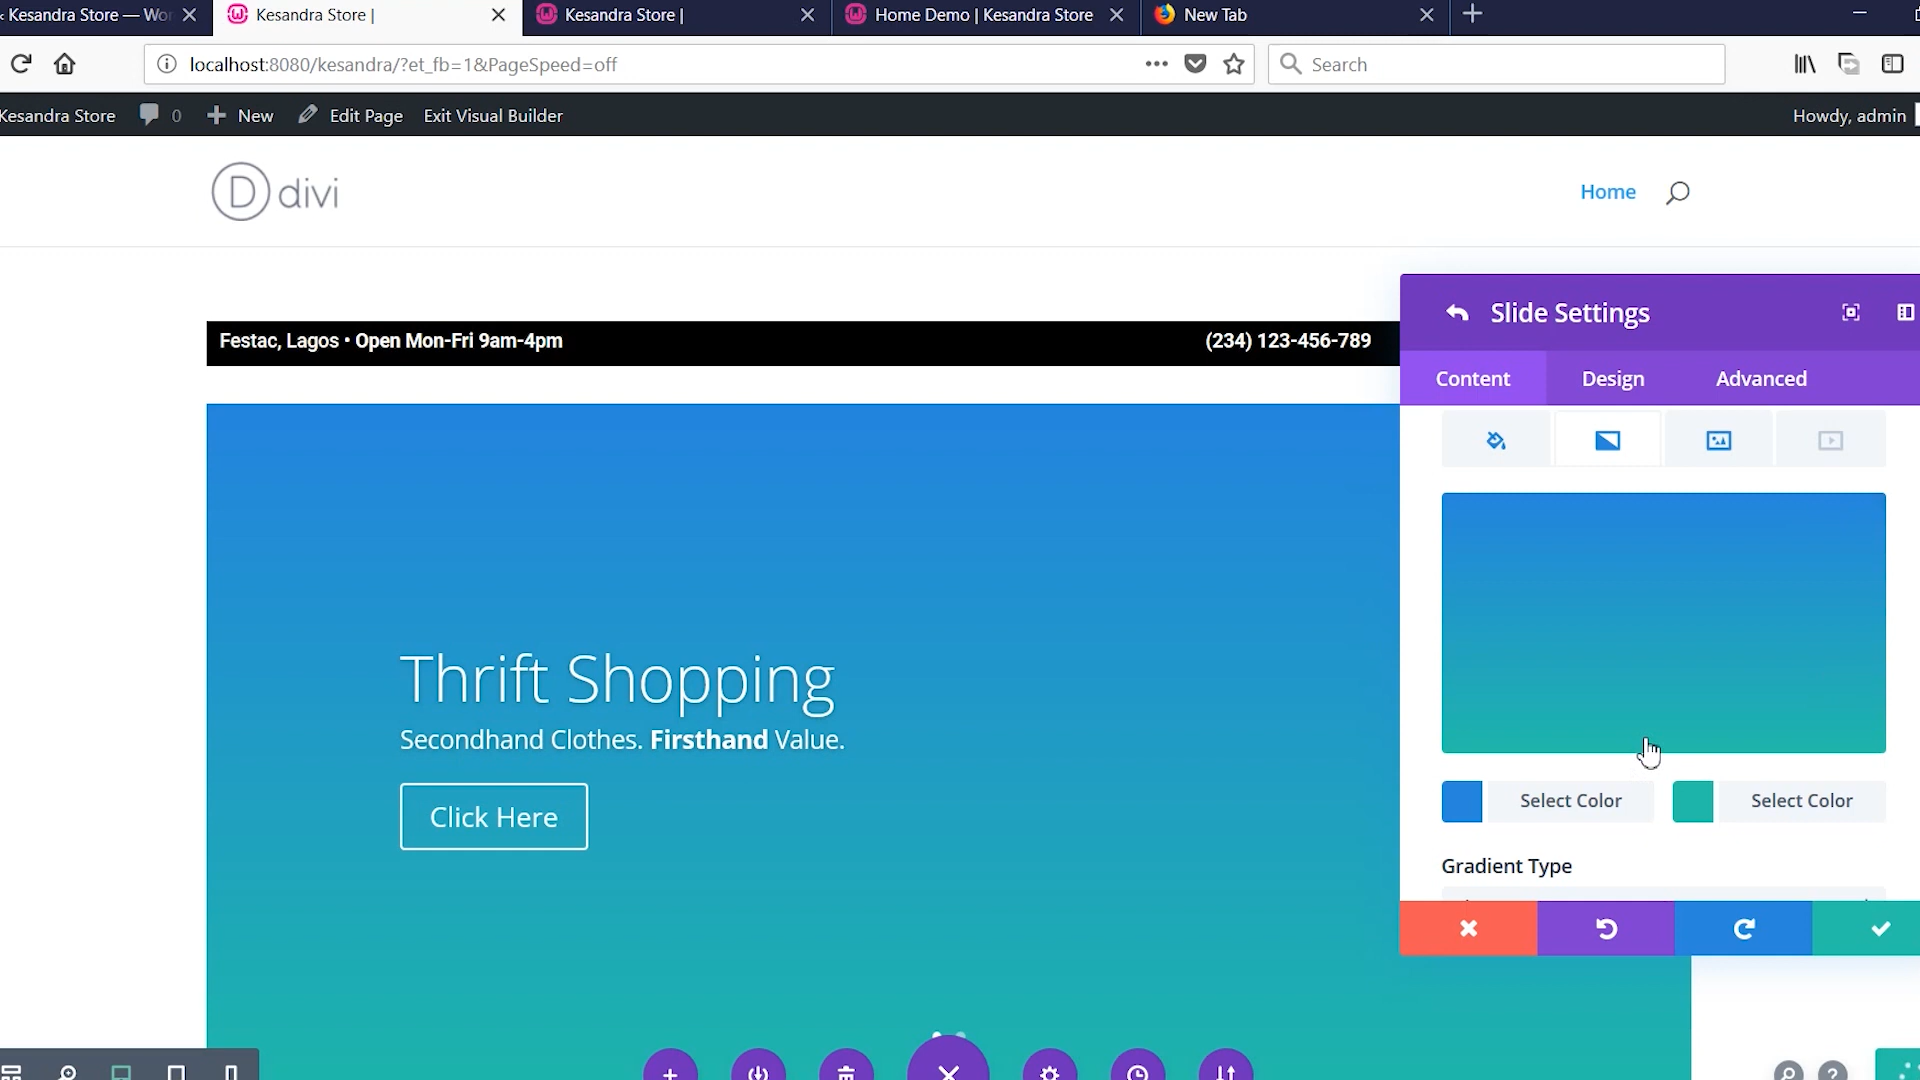 Kesandra Store — Wor
Kesandra Store |
Kesandra Store |
Home Demo | Kesandra Store
New Tab
localhost:8080/kesandra/?et_fb=1&PageSpeed=off
Search
Kesandra Store
0
New
Edit Page
Exit Visual Builder
Howdy, admin
D divi
Home
Slide Settings
Festac, Lagos • Open Mon-Fri 9am-4pm
(234) 123-456-789
Content
Design
Advanced
Thrift Shopping
Secondhand Clothes. Firsthand Value.
Click Here
Select Color
Select Color
Gradient Type